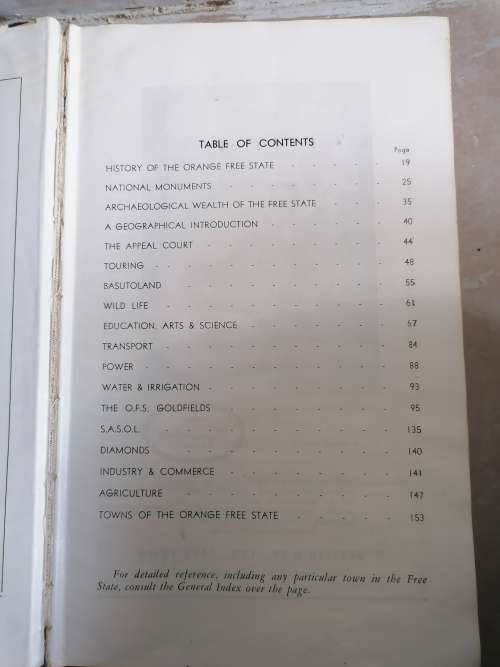 TABLE OF CONTENTS
Page
HISTORY OF THE ORANGE FREE STATE - - - - - 19
NATIONAL MONUMENTS - - - - - - - - 25
ARCHAEOLOGICAL WEALTH OF THE FREE STATE - - - 35
A GEOGRAPHICAL INTRODUCTION - - - - - - 40
THE APPEAL COURT - - - - - - - - - 44
TOURING - - - - - - - - - - - - 48
BASUTOLAND - - - - - - - - - - 55
WILD LIFE - - - - - - - - - - - 61
EDUCATION, ARTS & SCIENCE - - - - - - - 67
TRANSPORT - - - - - - - - - - - 84
POWER - - - - - - - - - - - - 88
WATER & IRRIGATION - - - - - - - - - 93
THE O.F.S. GOLDFIELDS - - - - - - - - 95
S.A.S.O.L. - - - - - - - - - - - 135
DIAMONDS - - - - - - - - - - - 140
INDUSTRY & COMMERCE - - - - - - - - 141
AGRICULTURE - - - - - - - - - - 147
TOWNS OF THE ORANGE FREE STATE - - - - - 153
For detailed reference, including any particular town in the Free
State, consult the General Index over the page.